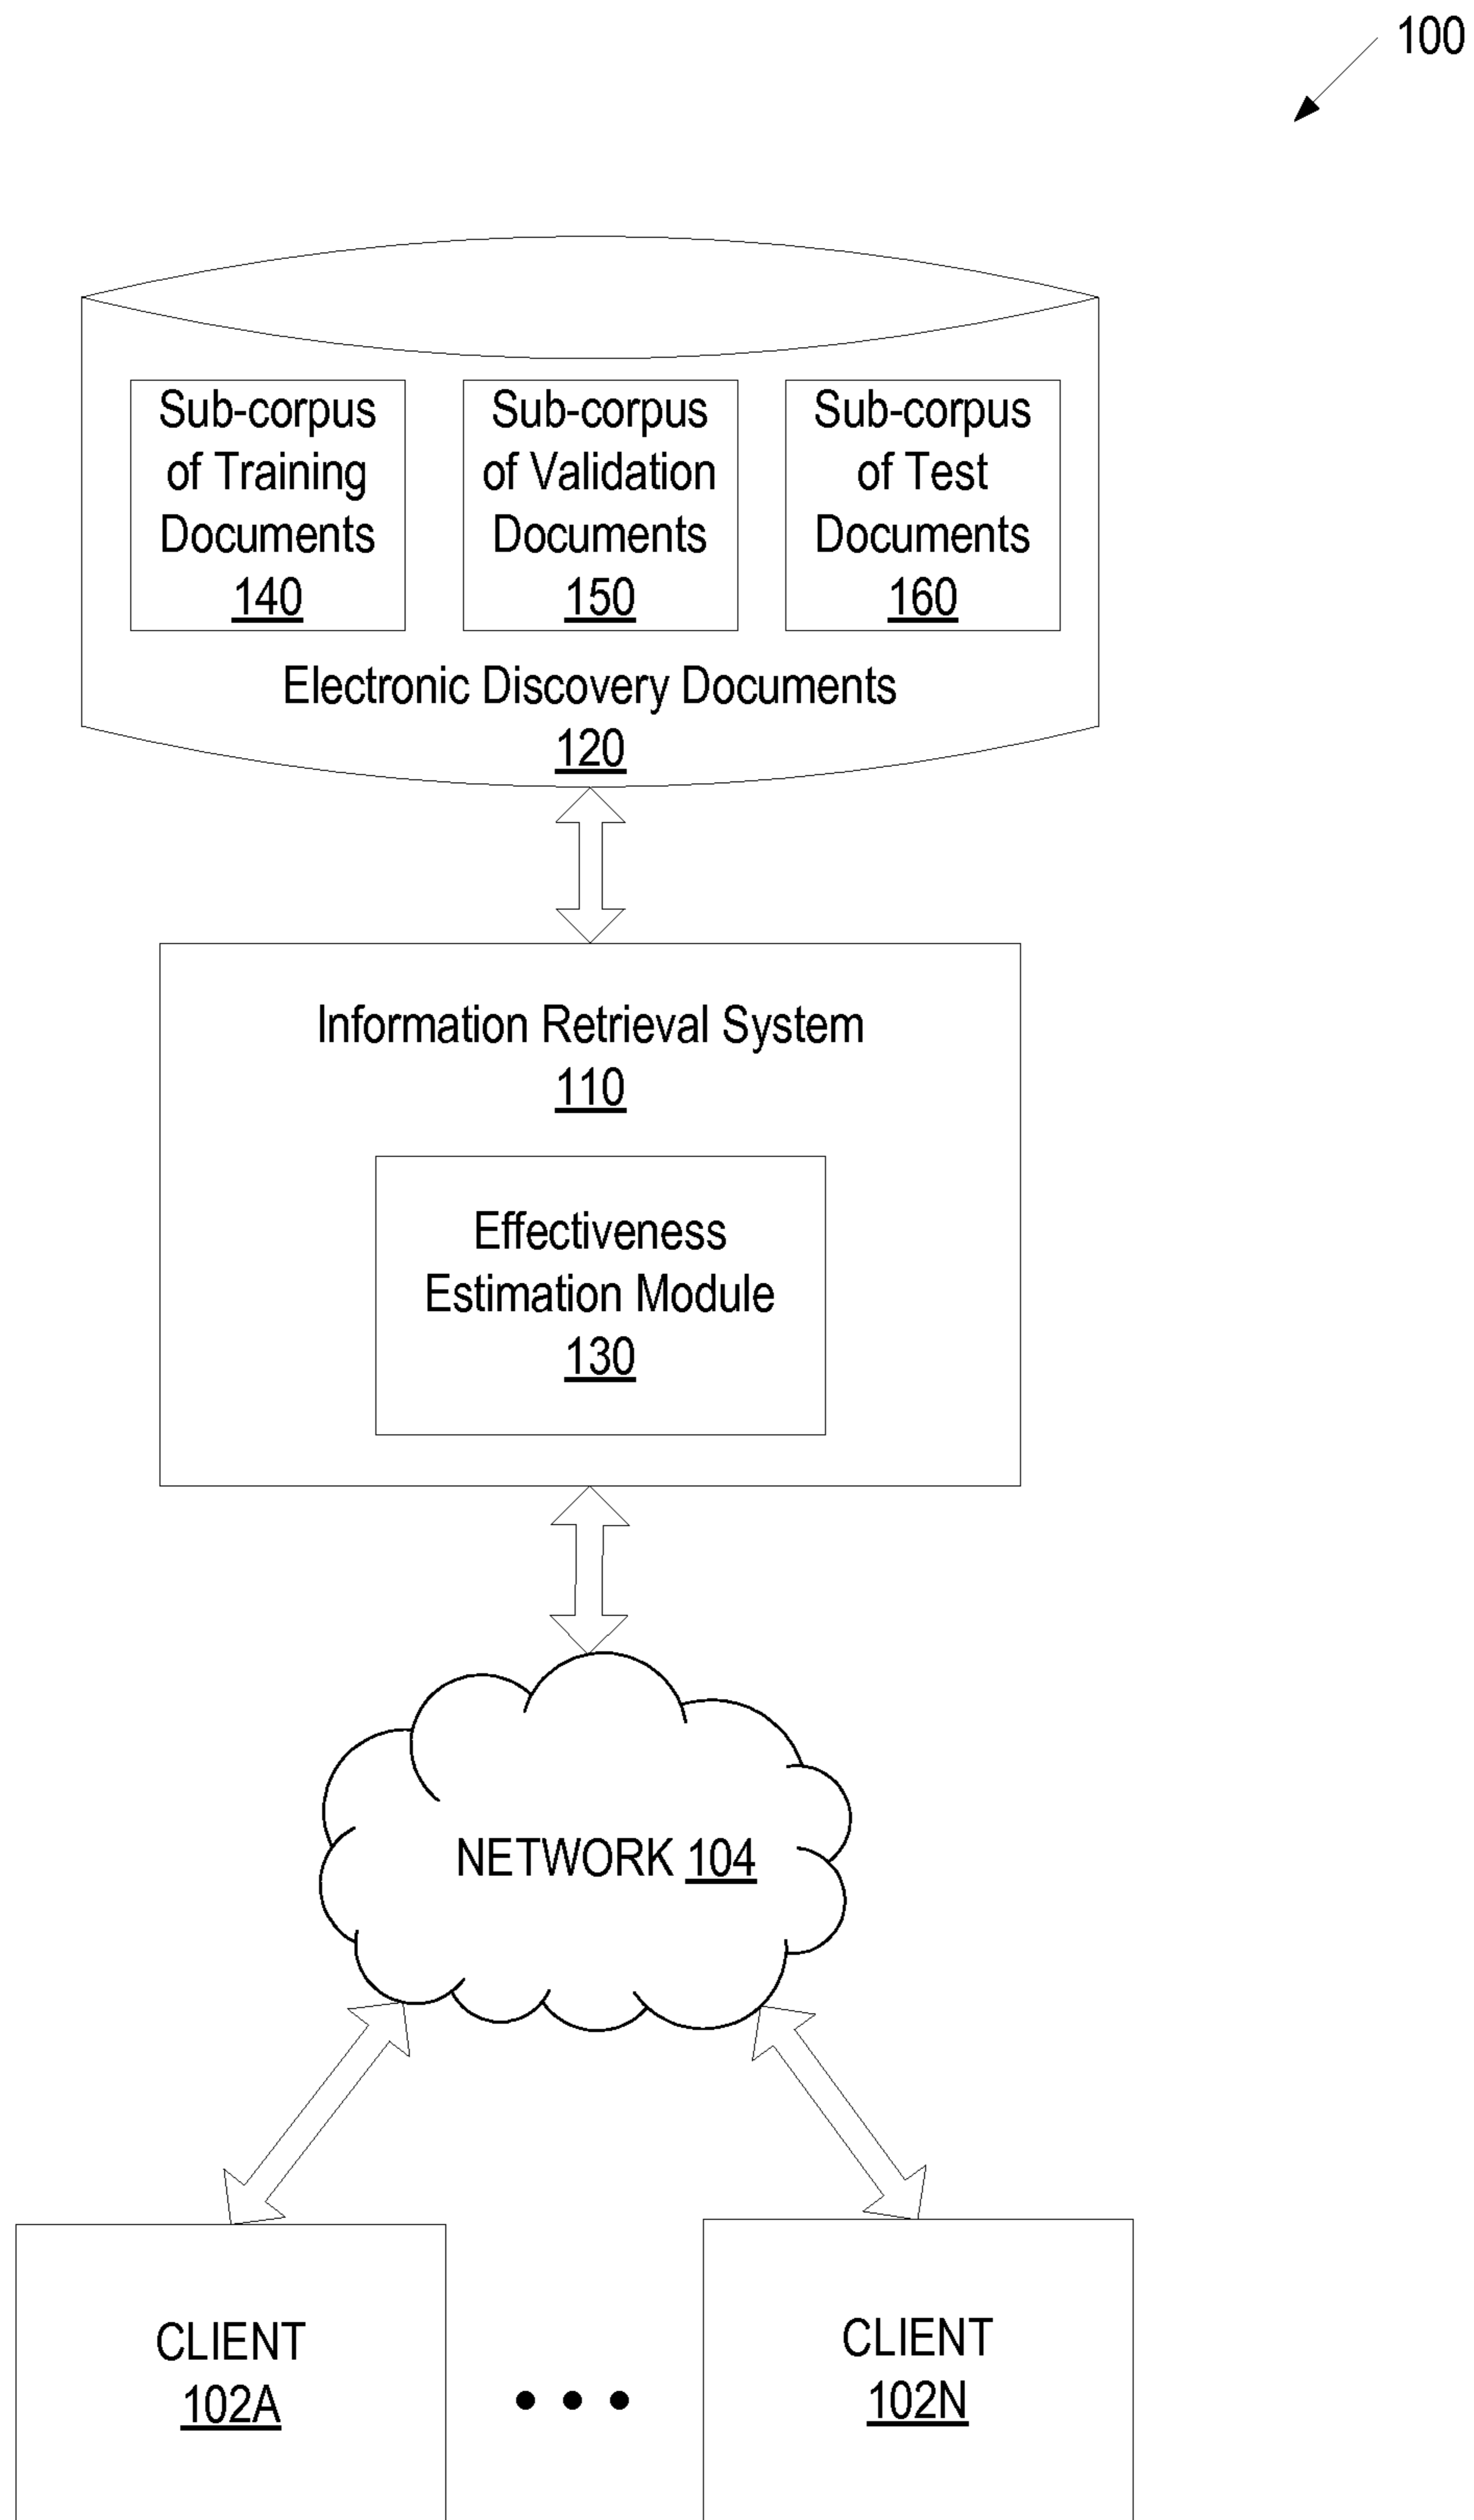 100
Sub-corpus
of Training
Documents
140
Sub-corpus
of Validation
Documents
150
Sub-corpus
of Test
Documents
160
Electronic Discovery Documents
120
Information Retrieval System
110
Effectiveness
Estimation Module
130
NETWORK 104
CLIENT
102A
CLIENT
102N